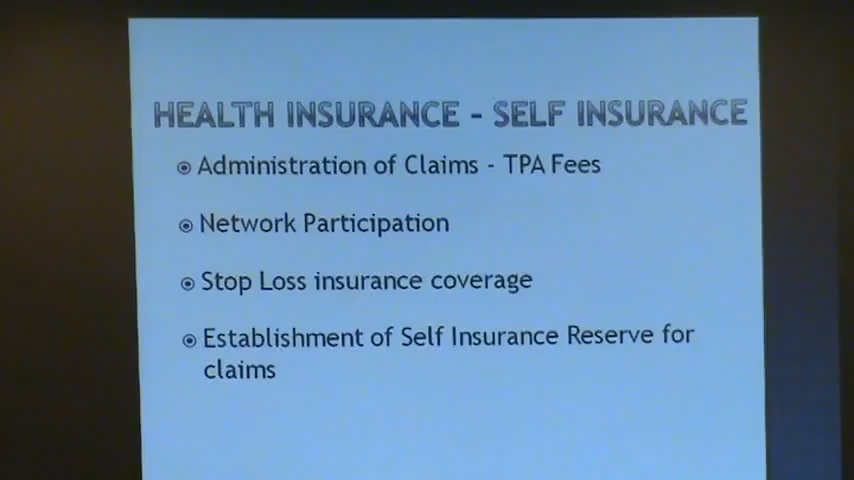 HEALTH INSURANCE - SELF INSURANCE
Administration of Claims - TPA Fees
Network Participation
Stop Loss insurance coverage
Establishment of Self Insurance Reserve for
claims